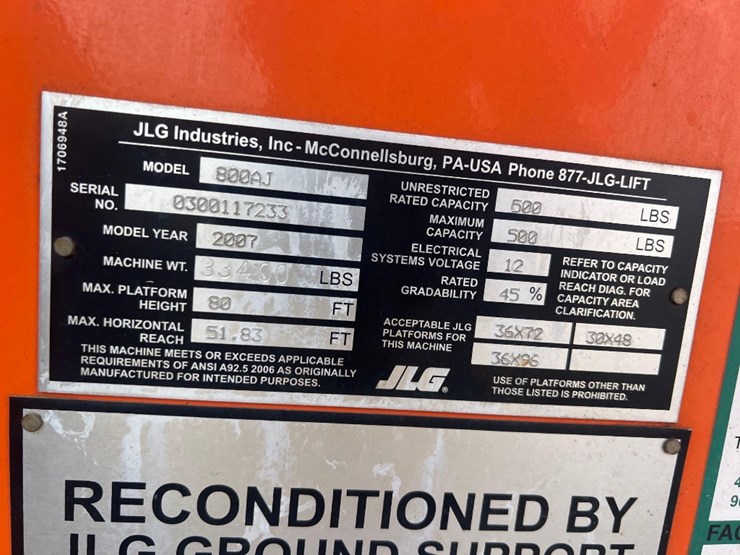 1706948A
JLG Industries, Inc - McConnellsburg, PA-USA Phone 877-JLG-LIFT
MODEL 800AJ
SERIAL NO. 0300117233
MODEL YEAR 2007
MACHINE WT. 33400 LBS
MAX. PLATFORM HEIGHT 80 FT
MAX. HORIZONTAL REACH 51.83 FT
THIS MACHINE MEETS OR EXCEEDS APPLICABLE
REQUIREMENTS OF ANSI A92.5 2006 AS ORIGINALLY
MANUFACTURED FOR INTENDED PURPOSES.
UNRESTRICTED RATED CAPACITY 500 LBS
MAXIMUM CAPACITY 500 LBS
ELECTRICAL SYSTEMS VOLTAGE 12
RATED GRADABILITY 45 %
REFER TO CAPACITY
INDICATOR OR LOAD
REACH DIAG. FOR
CAPACITY AREA
CLARIFICATION.
ACCEPTABLE JLG
PLATFORMS FOR
THIS MACHINE
36X72 30X48
36X96
JLG®
USE OF PLATFORMS OTHER THAN
THOSE LISTED IS PROHIBITED.
RECONDITIONED BY
JLG GROUND SUPPORT